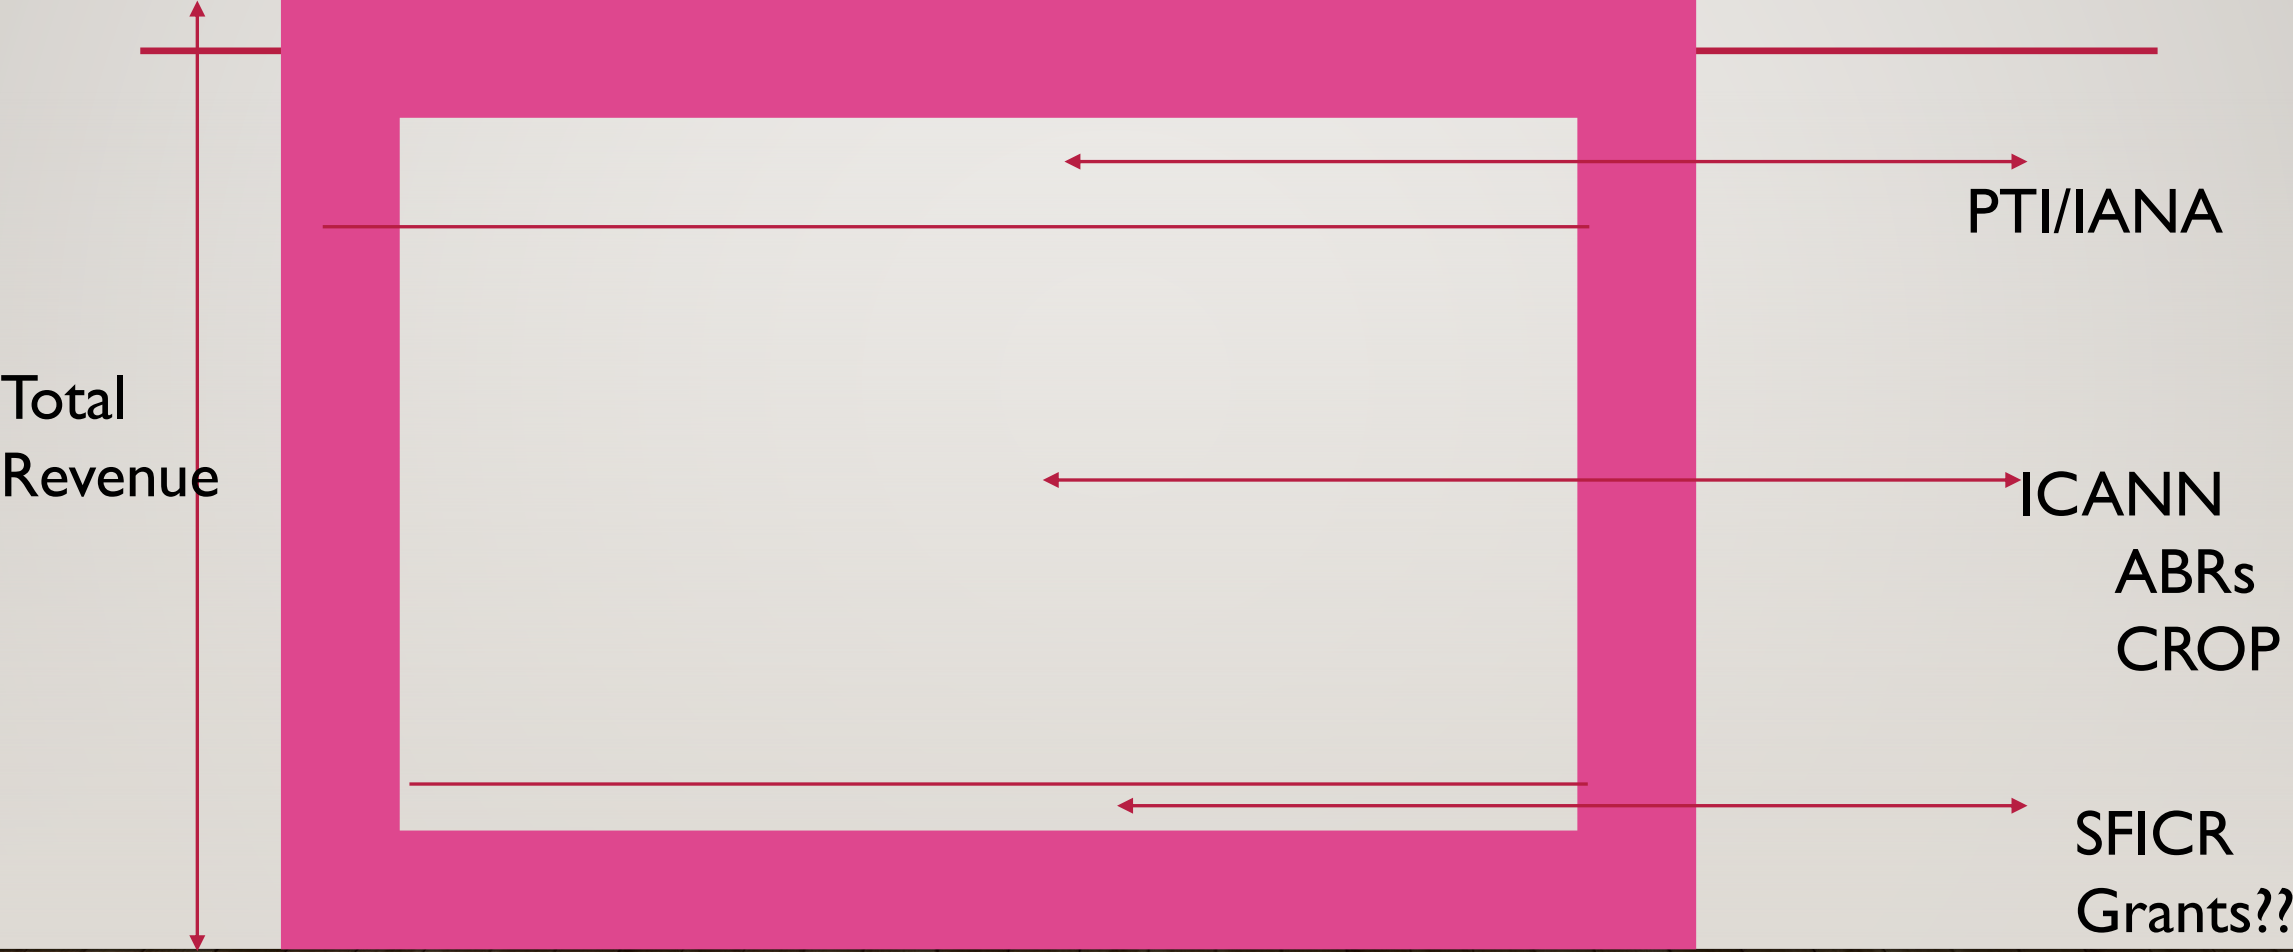 PTI/IANA
Total
Revenue
ICANN
ABRs
CROP
SFICR
Grants??